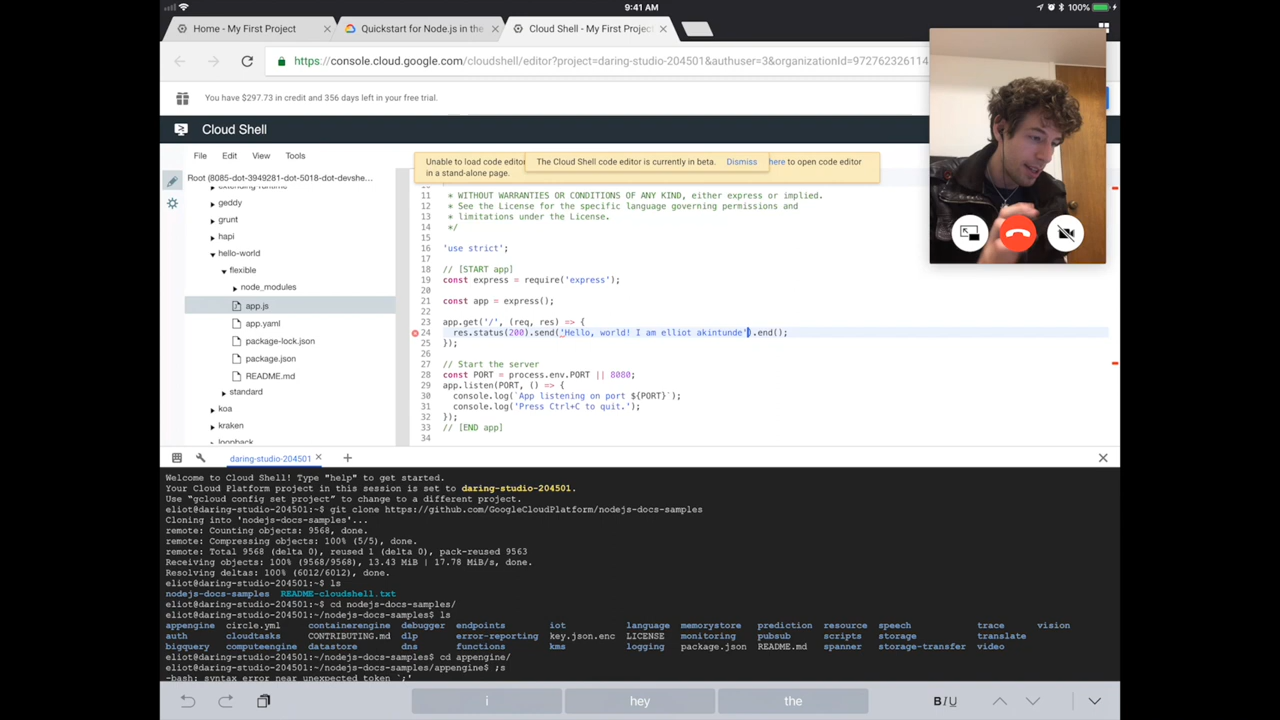 9:41 AM
100%
Home - My First Project
Quickstart for Node.js in the
Cloud Shell - My First Project
https://console.cloud.google.com/cloudshell/editor?project=daring-studio-204501&authuser=3&organizationId=972762326114
You have $297.73 in credit and 356 days left in your free trial.
Cloud Shell
File Edit View Tools
Unable to load code editor
in a stand-alone page.
The Cloud Shell code editor is currently in beta. Dismiss
here to open code editor
Root (8085-dot-3949281-dot-5018-dot-devshe...
extending-runtime
geddy
grunt
hapi
hello-world
flexible
node_modules
app.js
app.yaml
package-lock.json
package.json
README.md
standard
koa
kraken
loopback
11 * WITHOUT WARRANTIES OR CONDITIONS OF ANY KIND, either express or implied.
12 * See the License for the specific language governing permissions and
13 * limitations under the License.
14 */
15
16 'use strict';
17
18 // [START app]
19 const express = require('express');
20
21 const app = express();
22
23 app.get('/', (req, res) => {
24 res.status(200).send('Hello, world! I am elliot akintunde').end();
25 });
26
27 // Start the server
28 const PORT = process.env.PORT || 8080;
29 app.listen(PORT, () => {
30 console.log(`App listening on port ${PORT}`);
31 console.log('Press Ctrl+C to quit.');
32 });
33 // [END app]
34
daring-studio-204501
Welcome to Cloud Shell! Type "help" to get started.
Your Cloud Platform project in this session is set to daring-studio-204501.
Use "gcloud config set project" to change to a different project.
eliot@daring-studio-204501:~$ git clone https://github.com/GoogleCloudPlatform/nodejs-docs-samples
Cloning into 'nodejs-docs-samples'...
remote: Counting objects: 9568, done.
remote: Compressing objects: 100% (5/5), done.
remote: Total 9568 (delta 0), reused 1 (delta 0), pack-reused 9563
Receiving objects: 100% (9568/9568), 13.43 MiB | 17.78 MiB/s, done.
Resolving deltas: 100% (6012/6012), done.
eliot@daring-studio-204501:~$ ls
nodejs-docs-samples README-cloudshell.txt
eliot@daring-studio-204501:~$ cd nodejs-docs-samples/
eliot@daring-studio-204501:~/nodejs-docs-samples$ ls
appengine circle.yml containerengine debugger endpoints iot language memorystore prediction resource speech trace vision
auth cloudtasks CONTRIBUTING.md dlp error-reporting key.json.enc LICENSE monitoring pubsub scripts storage translate
bigquery computeengine datastore dns functions kms logging package.json README.md spanner storage-transfer video
eliot@daring-studio-204501:~/nodejs-docs-samples$ cd appengine/
eliot@daring-studio-204501:~/nodejs-docs-samples/appengine$ ;s
-bash: syntax error near unexpected token `;'
i hey the
BIU